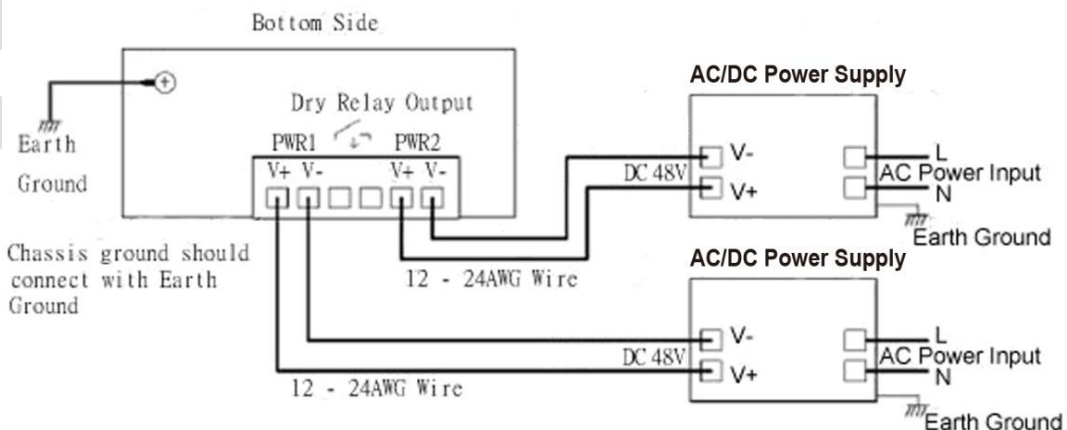 Bottom Side
Earth
Ground
Dry Relay Output
PWR1 PWR2
V+ V- V+ V-
Chassis ground should
connect with Earth
Ground
12 - 24AWG Wire
12 - 24AWG Wire
AC/DC Power Supply
DC 48V
V-
V+
L
AC Power Input
N
Earth Ground
AC/DC Power Supply
DC 48V
V-
V+
L
AC Power Input
N
Earth Ground